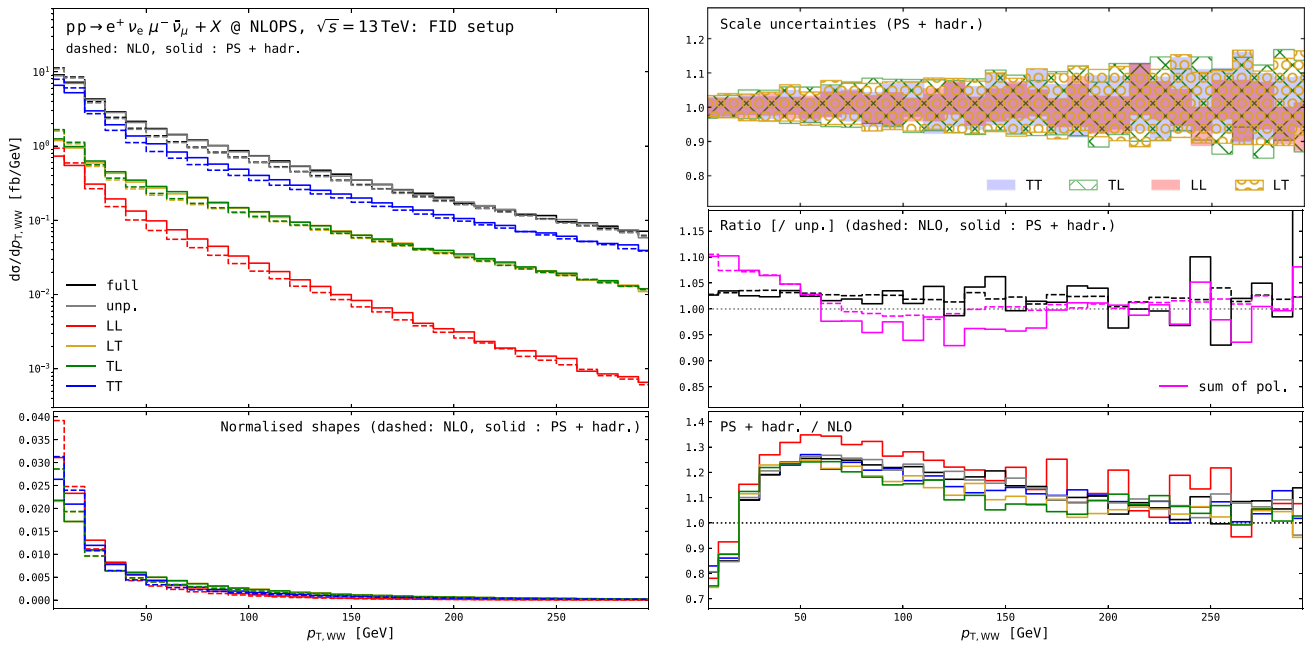 pp → e⁺ νₑ μ⁻ ν̄_μ + X @ NLOPS, √s = 13 TeV: FID setup
dashed: NLO, solid : PS + hadr.
dσ/dp_T,WW [fb/GeV]
10¹
10⁰
10⁻¹
10⁻²
10⁻³
full
unp.
LL
LT
TL
TT
Normalised shapes (dashed: NLO, solid : PS + hadr.)
0.040
0.035
0.030
0.025
0.020
0.015
0.010
0.005
0.000
50 100 150 200 250
p_T,WW [GeV]
Scale uncertainties (PS + hadr.)
1.2
1.1
1.0
0.9
0.8
TT TL LL LT
Ratio [/ unp.] (dashed: NLO, solid : PS + hadr.)
1.15
1.10
1.05
1.00
0.95
0.90
0.85
sum of pol.
PS + hadr. / NLO
1.4
1.3
1.2
1.1
1.0
0.9
0.8
0.7
50 100 150 200 250
p_T,WW [GeV]